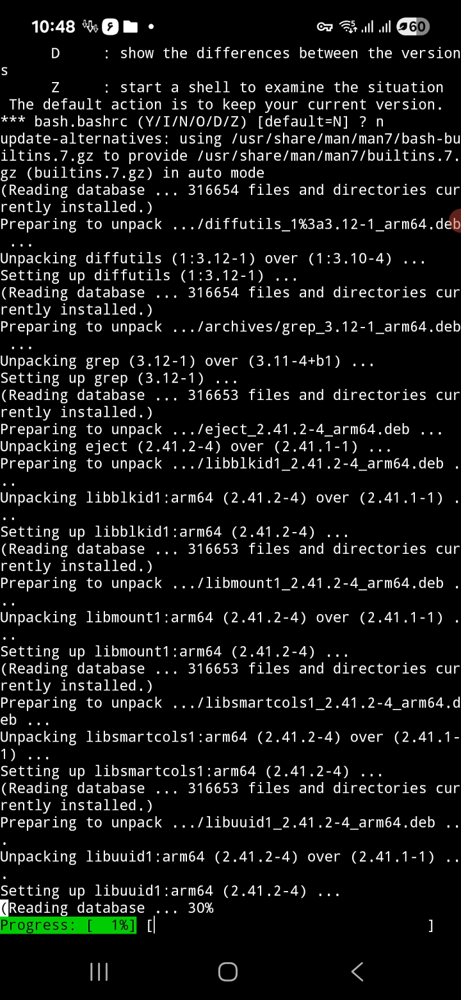 10:48 60
D : show the differences between the version
s
Z : start a shell to examine the situation
The default action is to keep your current version.
*** bash.bashrc (Y/I/N/O/D/Z) [default=N] ? n
update-alternatives: using /usr/share/man/man7/bash-bu
iltins.7.gz to provide /usr/share/man/man7/builtins.7.
gz (builtins.7.gz) in auto mode
(Reading database ... 316654 files and directories cur
rently installed.)
Preparing to unpack .../diffutils_1%3a3.12-1_arm64.deb
...
Unpacking diffutils (1:3.12-1) over (1:3.10-4) ...
Setting up diffutils (1:3.12-1) ...
(Reading database ... 316654 files and directories cur
rently installed.)
Preparing to unpack .../archives/grep_3.12-1_arm64.deb
...
Unpacking grep (3.12-1) over (3.11-4+b1) ...
Setting up grep (3.12-1) ...
(Reading database ... 316653 files and directories cur
rently installed.)
Preparing to unpack .../eject_2.41.2-4_arm64.deb ...
Unpacking eject (2.41.2-4) over (2.41.1-1) ...
Preparing to unpack .../libblkid1_2.41.2-4_arm64.deb .
..
Unpacking libblkid1:arm64 (2.41.2-4) over (2.41.1-1) .
..
Setting up libblkid1:arm64 (2.41.2-4) ...
(Reading database ... 316653 files and directories cur
rently installed.)
Preparing to unpack .../libmount1_2.41.2-4_arm64.deb .
..
Unpacking libmount1:arm64 (2.41.2-4) over (2.41.1-1) .
..
Setting up libmount1:arm64 (2.41.2-4) ...
(Reading database ... 316653 files and directories cur
rently installed.)
Preparing to unpack .../libsmartcols1_2.41.2-4_arm64.d
eb ...
Unpacking libsmartcols1:arm64 (2.41.2-4) over (2.41.1-
1) ...
Setting up libsmartcols1:arm64 (2.41.2-4) ...
(Reading database ... 316653 files and directories cur
rently installed.)
Preparing to unpack .../libuuid1_2.41.2-4_arm64.deb ..
.
Unpacking libuuid1:arm64 (2.41.2-4) over (2.41.1-1) ..
.
Setting up libuuid1:arm64 (2.41.2-4) ...
(Reading database ... 30%
Progress: [  1%] [ ]